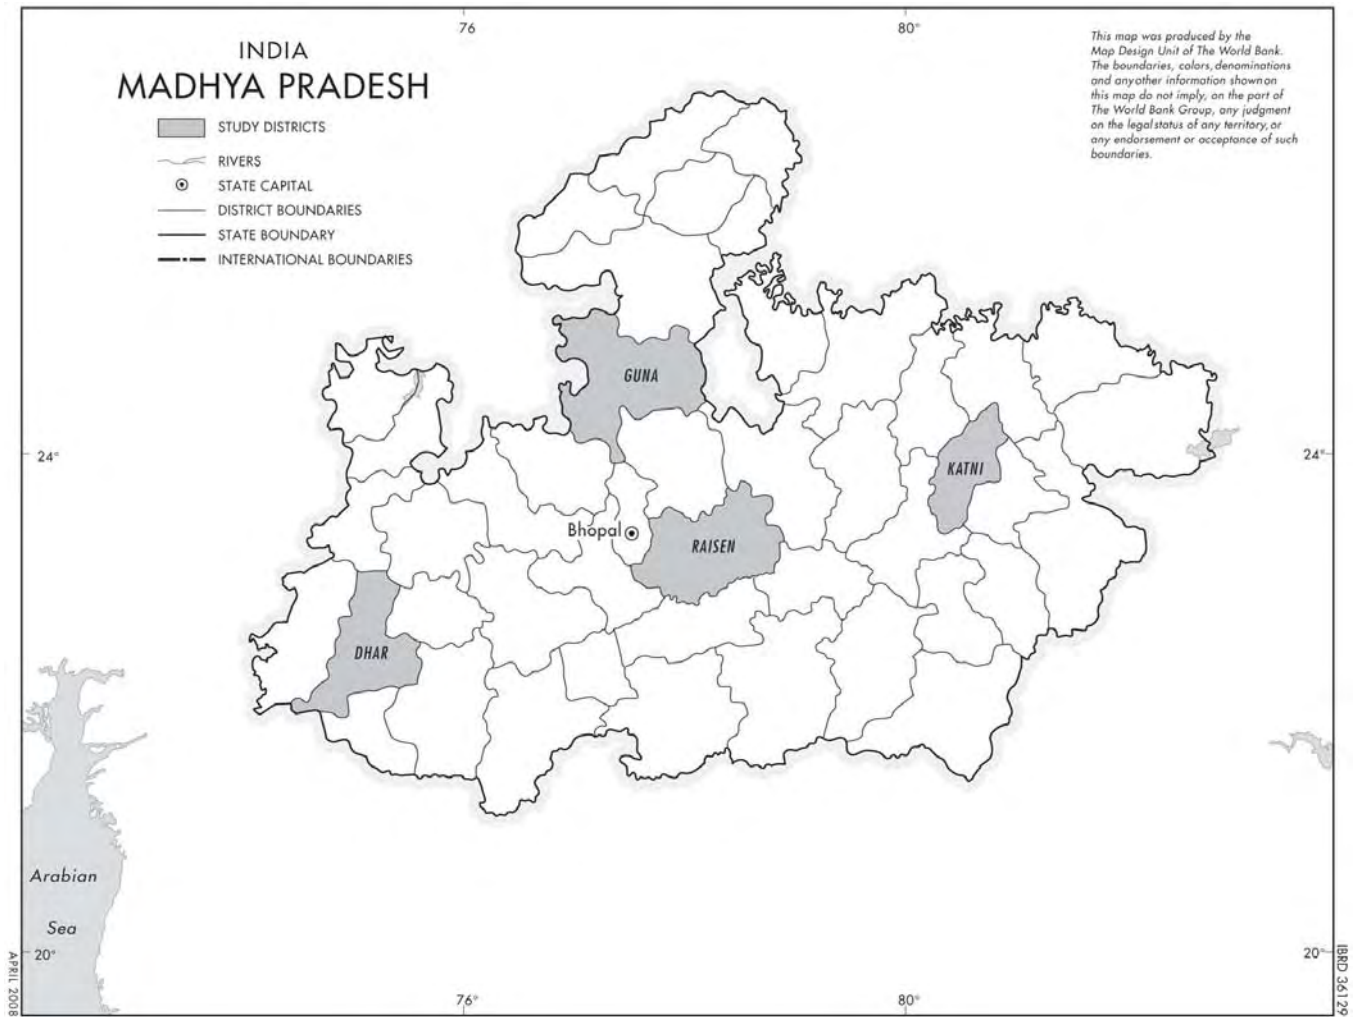 76
80°
INDIA
MADHYA PRADESH
STUDY DISTRICTS
RIVERS
STATE CAPITAL
DISTRICT BOUNDARIES
STATE BOUNDARY
INTERNATIONAL BOUNDARIES
This map was produced by the
Map Design Unit of The World Bank.
The boundaries, colors, denominations
and any other information shown on
this map do not imply, on the part of
The World Bank Group, any judgment
on the legal status of any territory, or
any endorsement or acceptance of such
boundaries.
GUNA
24°
24°
KATNI
Bhopal
RAISEN
DHAR
Arabian
Sea
20°
20°
76°
80°
APRIL 2008
IBRD 36129